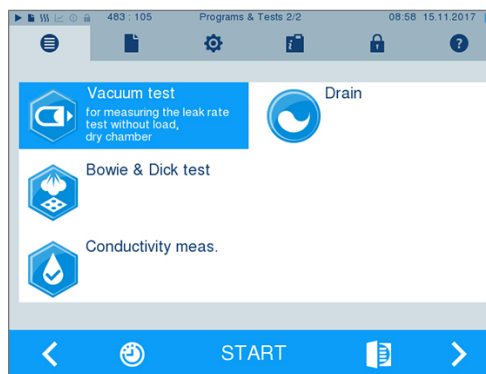 483 : 105 Programs & Tests 2/2 08:58 15.11.2017
Vacuum test
for measuring the leak rate
test without load,
dry chamber
Drain
Bowie & Dick test
Conductivity meas.
START